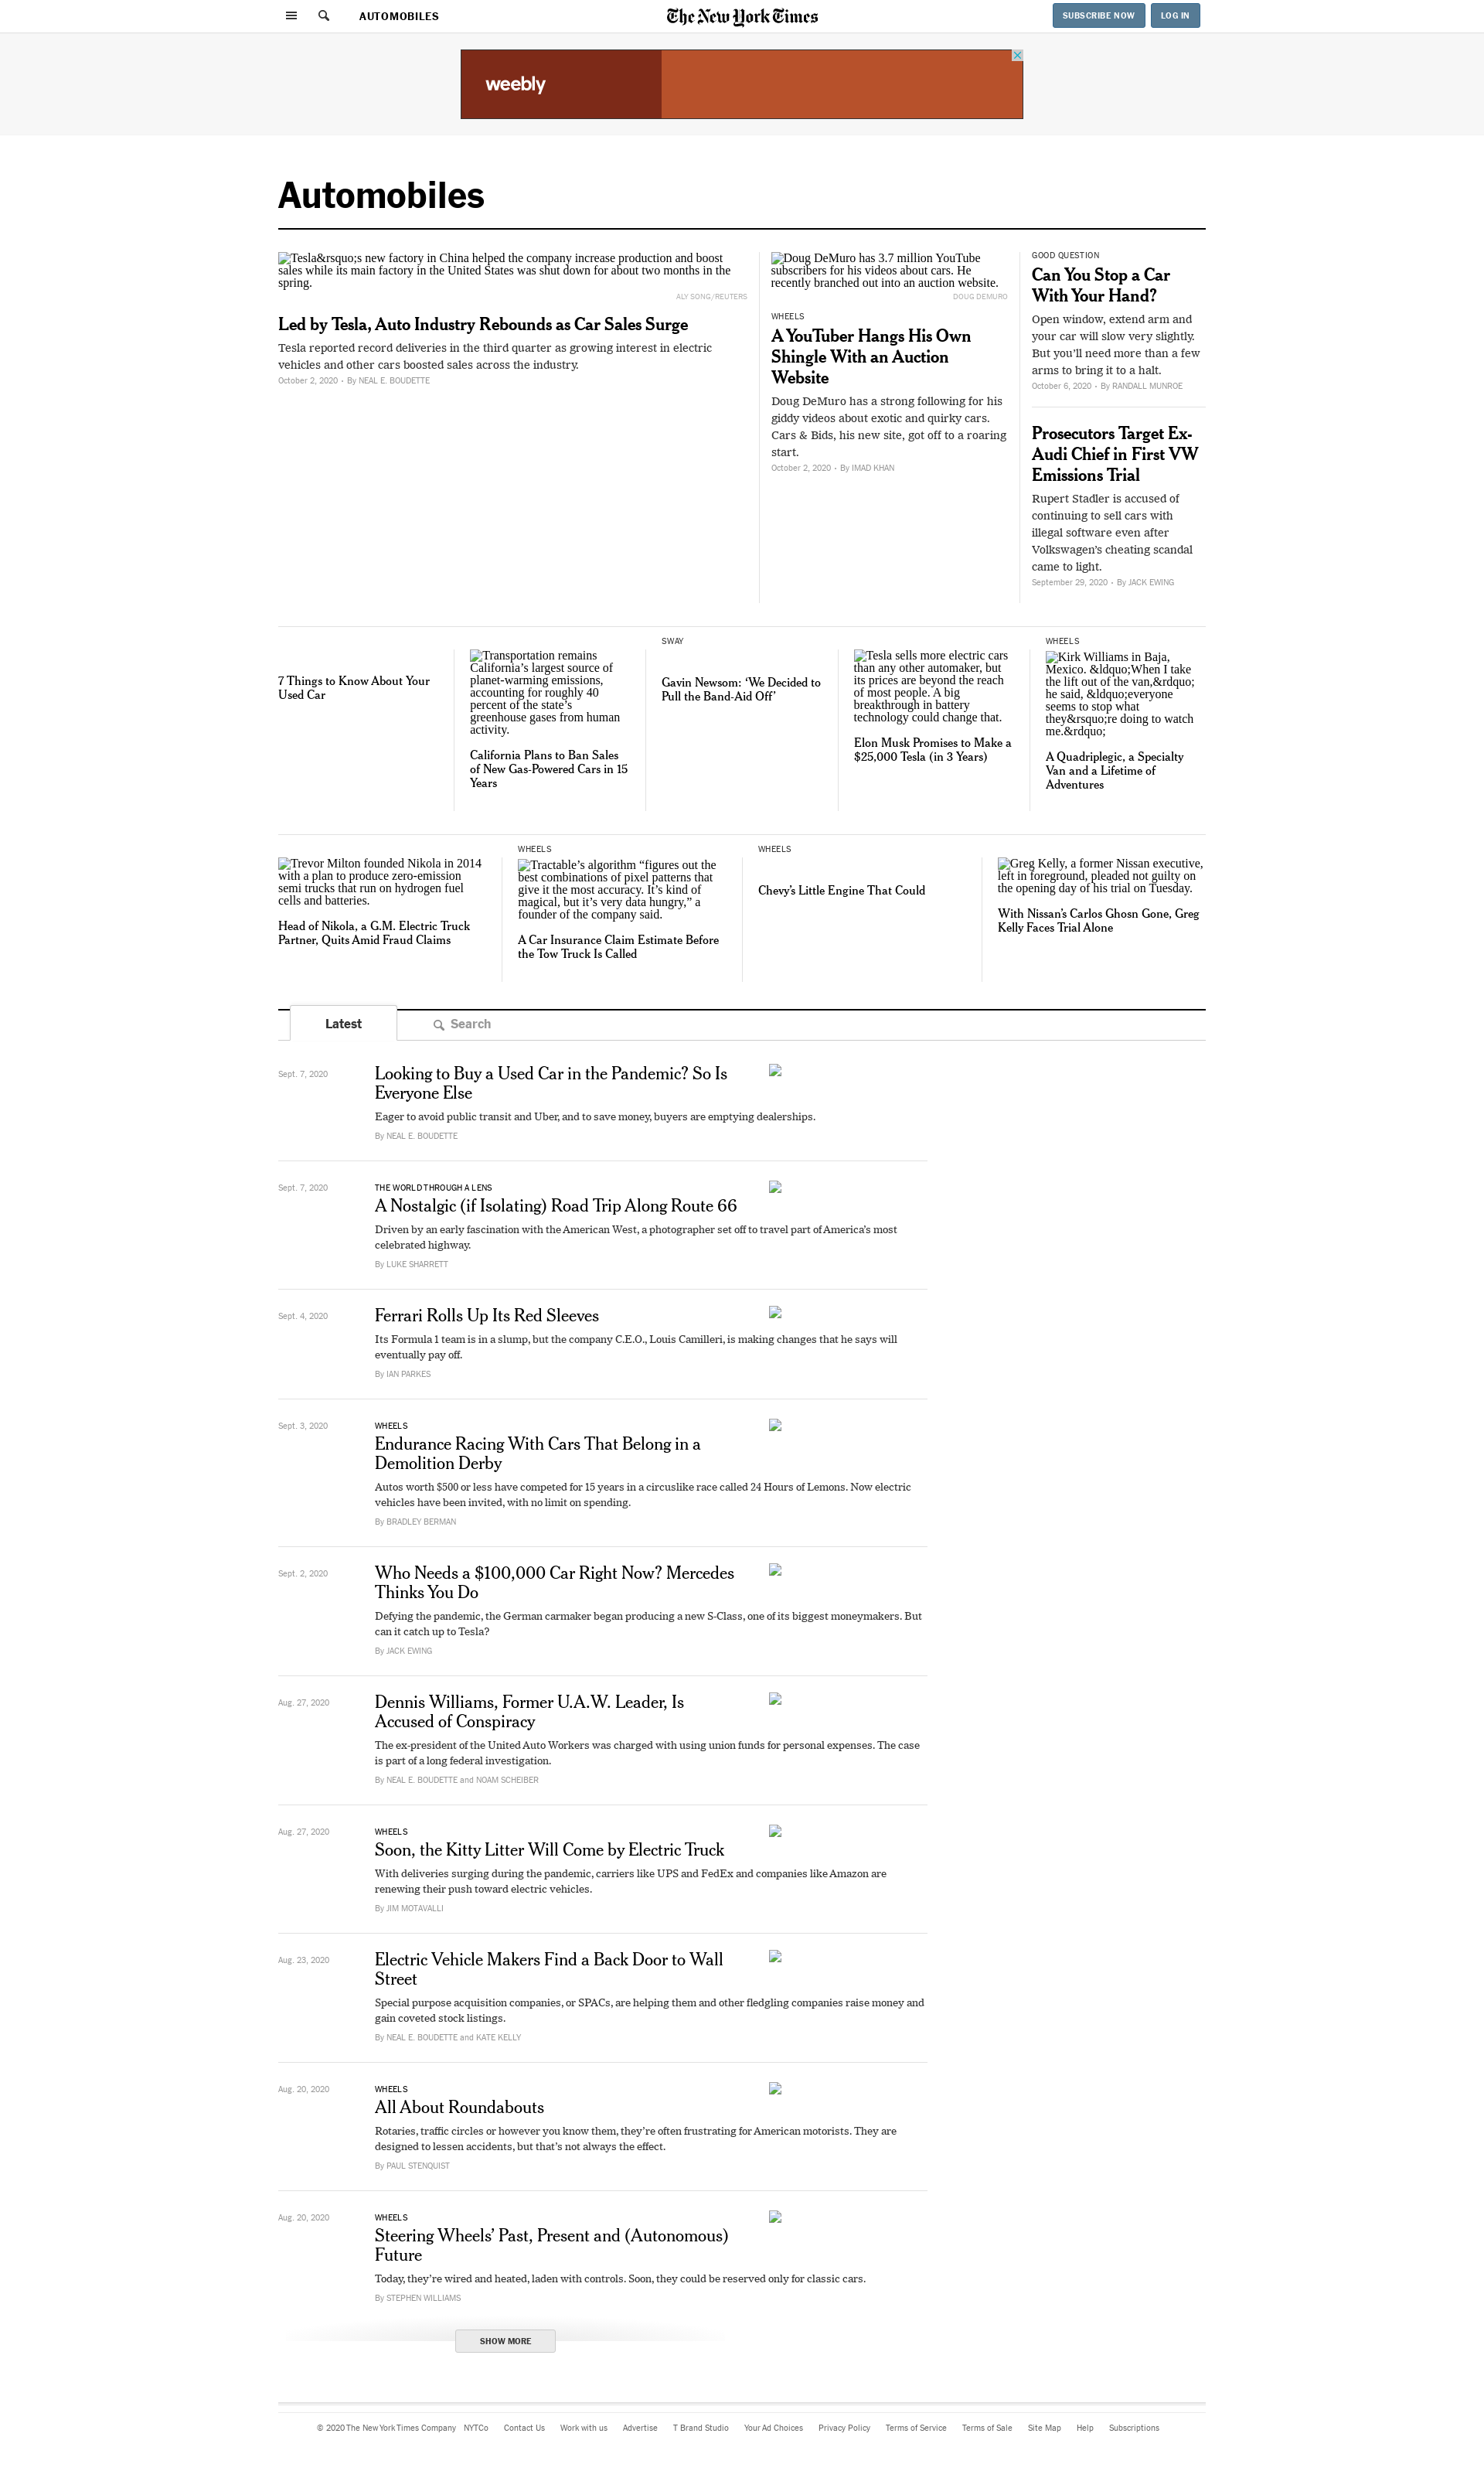 AUTOMOBILES
The New York Times
SUBSCRIBE NOW
LOG IN
weebly
Automobiles
Tesla&rsquo;s new factory in China helped the company increase production and boost
sales while its main factory in the United States was shut down for about two months in the
spring.
ALY SONG/REUTERS
Led by Tesla, Auto Industry Rebounds as Car Sales Surge
Tesla reported record deliveries in the third quarter as growing interest in electric
vehicles and other cars boosted sales across the industry.
October 2, 2020 • By NEAL E. BOUDETTE
Doug DeMuro has 3.7 million YouTube
subscribers for his videos about cars. He
recently branched out into an auction website.
DOUG DEMURO
WHEELS
A YouTuber Hangs His Own
Shingle With an Auction
Website
Doug DeMuro has a strong following for his
giddy videos about exotic and quirky cars.
Cars & Bids, his new site, got off to a roaring
start.
October 2, 2020 • By IMAD KHAN
GOOD QUESTION
Can You Stop a Car
With Your Hand?
Open window, extend arm and
your car will slow very slightly.
But you’ll need more than a few
arms to bring it to a halt.
October 6, 2020 • By RANDALL MUNROE
Prosecutors Target Ex-
Audi Chief in First VW
Emissions Trial
Rupert Stadler is accused of
continuing to sell cars with
illegal software even after
Volkswagen’s cheating scandal
came to light.
September 29, 2020 • By JACK EWING
7 Things to Know About Your
Used Car
Transportation remains
California’s largest source of
planet-warming emissions,
accounting for roughly 40
percent of the state’s
greenhouse gases from human
activity.
California Plans to Ban Sales
of New Gas-Powered Cars in 15
Years
SWAY
Gavin Newsom: ‘We Decided to
Pull the Band-Aid Off’
Tesla sells more electric cars
than any other automaker, but
its prices are beyond the reach
of most people. A big
breakthrough in battery
technology could change that.
Elon Musk Promises to Make a
$25,000 Tesla (in 3 Years)
WHEELS
Kirk Williams in Baja,
Mexico. &ldquo;When I take
the lift out of the van,&rdquo;
he said, &ldquo;everyone
seems to stop what
they&rsquo;re doing to watch
me.&rdquo;
A Quadriplegic, a Specialty
Van and a Lifetime of
Adventures
Trevor Milton founded Nikola in 2014
with a plan to produce zero-emission
semi trucks that run on hydrogen fuel
cells and batteries.
Head of Nikola, a G.M. Electric Truck
Partner, Quits Amid Fraud Claims
WHEELS
Tractable’s algorithm “figures out the
best combinations of pixel patterns that
give it the most accuracy. It’s kind of
magical, but it’s very data hungry,” a
founder of the company said.
A Car Insurance Claim Estimate Before
the Tow Truck Is Called
WHEELS
Chevy’s Little Engine That Could
Greg Kelly, a former Nissan executive,
left in foreground, pleaded not guilty on
the opening day of his trial on Tuesday.
With Nissan’s Carlos Ghosn Gone, Greg
Kelly Faces Trial Alone
Latest
Search
Sept. 7, 2020
Looking to Buy a Used Car in the Pandemic? So Is
Everyone Else
Eager to avoid public transit and Uber, and to save money, buyers are emptying dealerships.
By NEAL E. BOUDETTE
Sept. 7, 2020
THE WORLD THROUGH A LENS
A Nostalgic (if Isolating) Road Trip Along Route 66
Driven by an early fascination with the American West, a photographer set off to travel part of America’s most
celebrated highway.
By LUKE SHARRETT
Sept. 4, 2020
Ferrari Rolls Up Its Red Sleeves
Its Formula 1 team is in a slump, but the company C.E.O., Louis Camilleri, is making changes that he says will
eventually pay off.
By IAN PARKES
Sept. 3, 2020
WHEELS
Endurance Racing With Cars That Belong in a
Demolition Derby
Autos worth $500 or less have competed for 15 years in a circuslike race called 24 Hours of Lemons. Now electric
vehicles have been invited, with no limit on spending.
By BRADLEY BERMAN
Sept. 2, 2020
Who Needs a $100,000 Car Right Now? Mercedes
Thinks You Do
Defying the pandemic, the German carmaker began producing a new S-Class, one of its biggest moneymakers. But
can it catch up to Tesla?
By JACK EWING
Aug. 27, 2020
Dennis Williams, Former U.A.W. Leader, Is
Accused of Conspiracy
The ex-president of the United Auto Workers was charged with using union funds for personal expenses. The case
is part of a long federal investigation.
By NEAL E. BOUDETTE and NOAM SCHEIBER
Aug. 27, 2020
WHEELS
Soon, the Kitty Litter Will Come by Electric Truck
With deliveries surging during the pandemic, carriers like UPS and FedEx and companies like Amazon are
renewing their push toward electric vehicles.
By JIM MOTAVALLI
Aug. 23, 2020
Electric Vehicle Makers Find a Back Door to Wall
Street
Special purpose acquisition companies, or SPACs, are helping them and other fledgling companies raise money and
gain coveted stock listings.
By NEAL E. BOUDETTE and KATE KELLY
Aug. 20, 2020
WHEELS
All About Roundabouts
Rotaries, traffic circles or however you know them, they’re often frustrating for American motorists. They are
designed to lessen accidents, but that’s not always the effect.
By PAUL STENQUIST
Aug. 20, 2020
WHEELS
Steering Wheels’ Past, Present and (Autonomous)
Future
Today, they’re wired and heated, laden with controls. Soon, they could be reserved only for classic cars.
By STEPHEN WILLIAMS
SHOW MORE
© 2020 The New York Times Company NYTCo Contact Us Work with us Advertise T Brand Studio Your Ad Choices Privacy Policy Terms of Service Terms of Sale Site Map Help Subscriptions